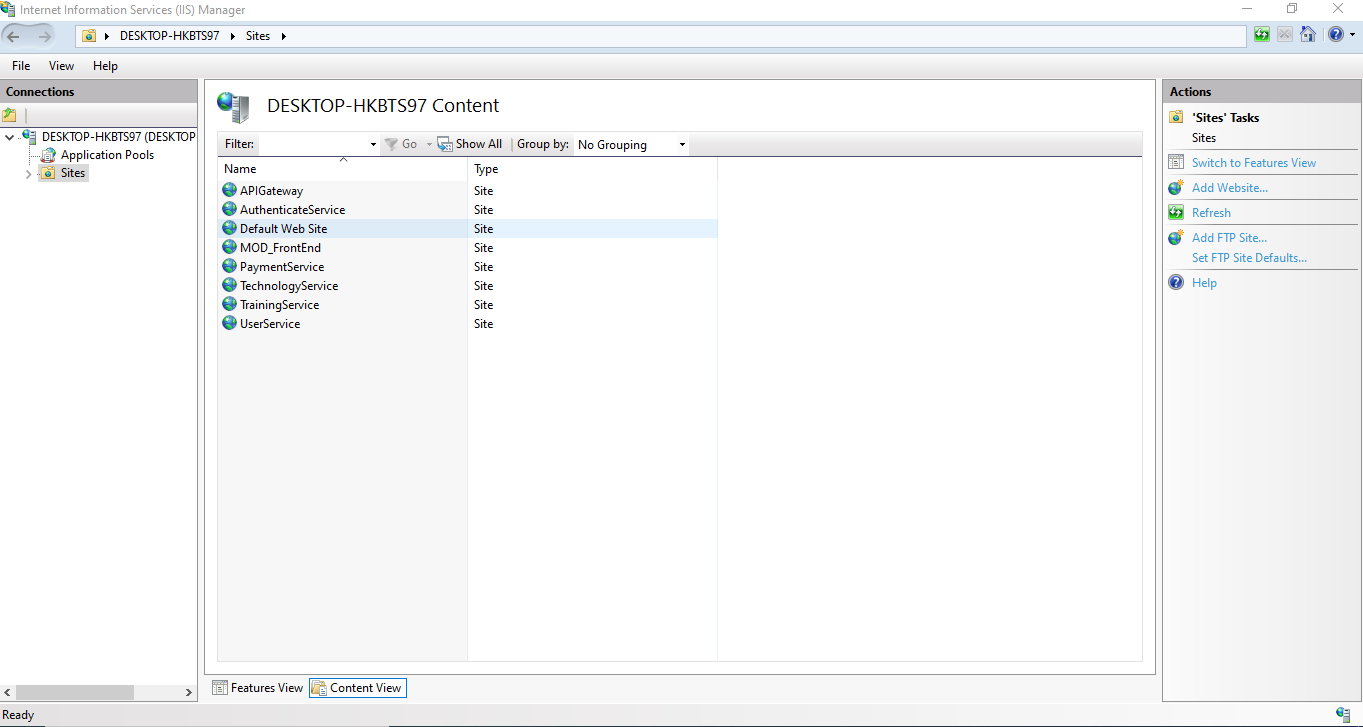 Internet Information Services (IIS) Manager
DESKTOP-HKBTS97 Sites
File View Help
Connections
DESKTOP-HKBTS97 (DESKTOP
Application Pools
Sites
DESKTOP-HKBTS97 Content
Filter: Go Show All Group by: No Grouping
Name Type
APIGateway Site
AuthenticateService Site
Default Web Site Site
MOD_FrontEnd Site
PaymentService Site
TechnologyService Site
TrainingService Site
UserService Site
Features View Content View
Actions
'Sites' Tasks
Sites
Switch to Features View
Add Website...
Refresh
Add FTP Site...
Set FTP Site Defaults...
Help
Ready